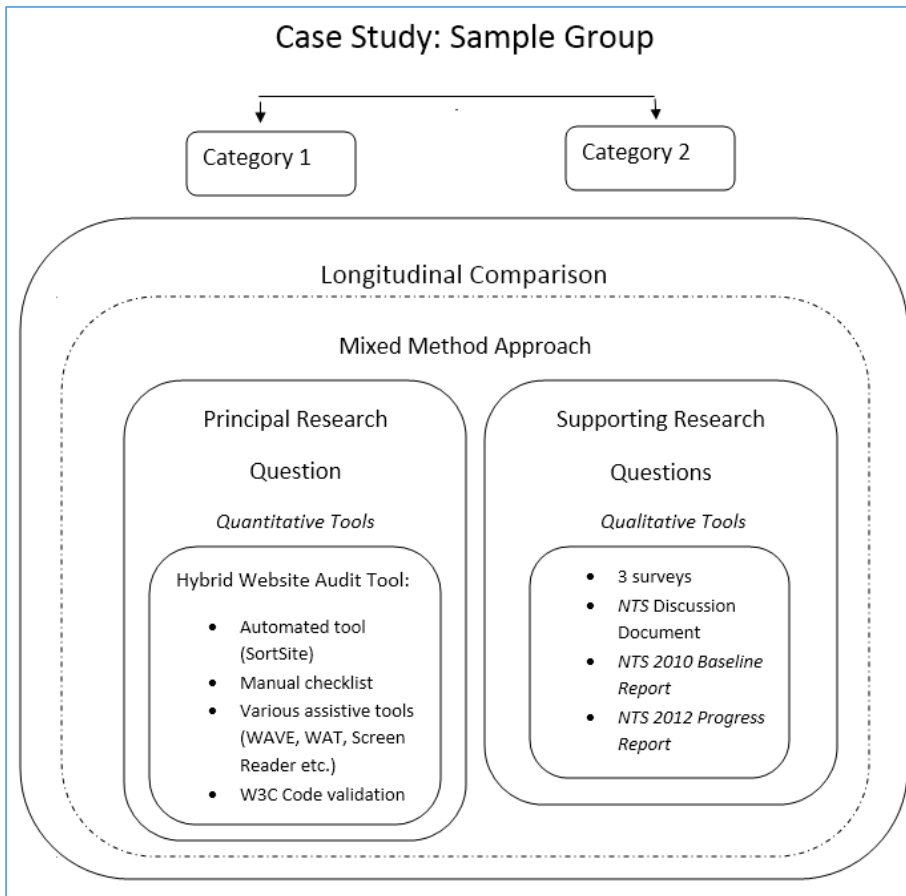 Case Study: Sample Group
Category 1
Category 2
Longitudinal Comparison
Mixed Method Approach
Principal Research
Question
Quantitative Tools
Hybrid Website Audit Tool:
• Automated tool
(SortSite)
• Manual checklist
• Various assistive tools
(WAVE, WAT, Screen
Reader etc.)
• W3C Code validation
Supporting Research
Questions
Qualitative Tools
• 3 surveys
• NTS Discussion
Document
• NTS 2010 Baseline
Report
• NTS 2012 Progress
Report